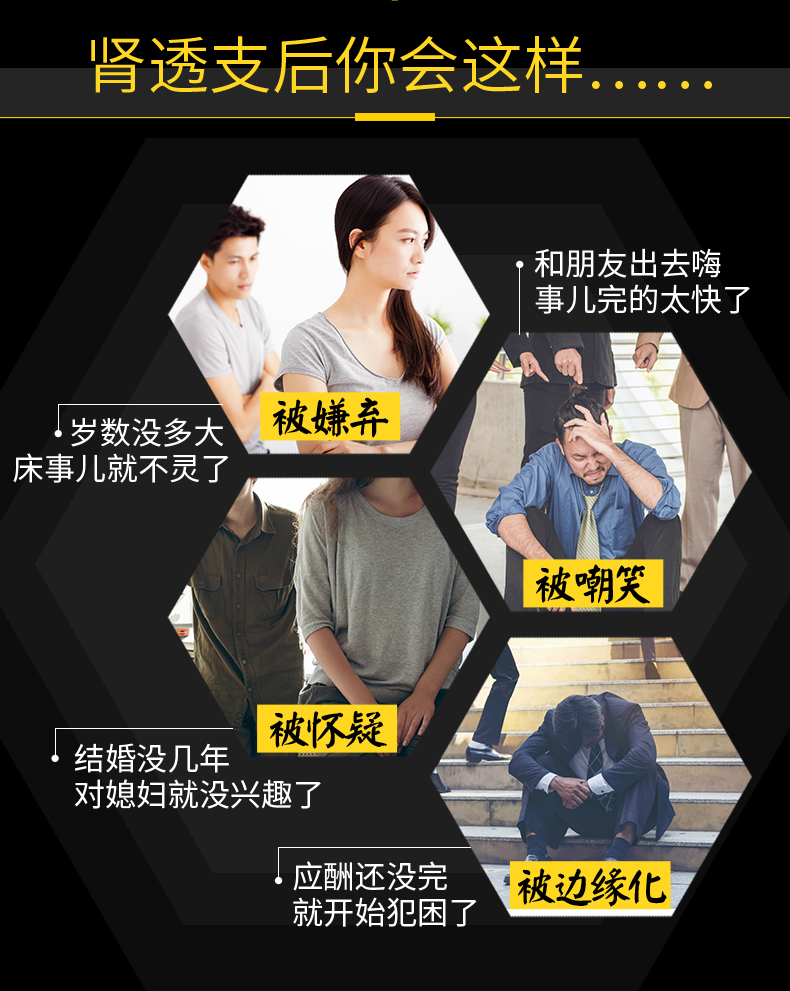 肾透支后你会这样……
和朋友出去嗨
事儿完的太快了
被嫌弃
岁数没多大
床事儿就不灵了
被嘲笑
被怀疑
结婚没几年
对媳妇就没兴趣了
应酬还没完
就开始犯困了
被边缘化